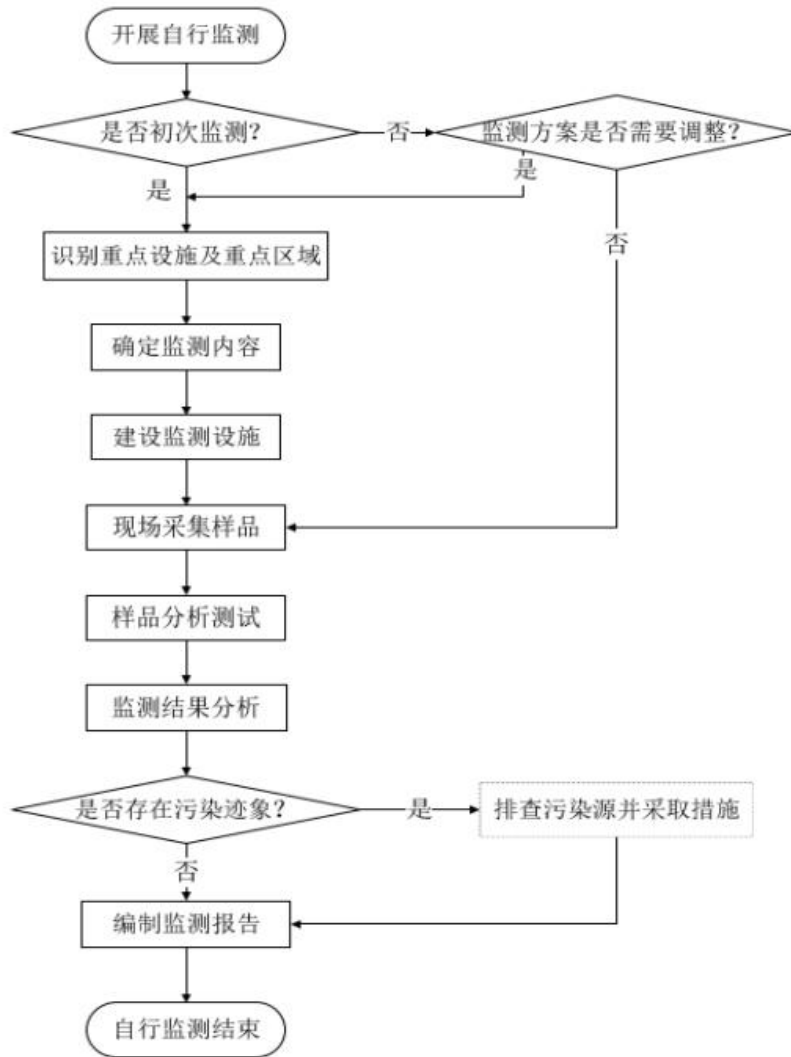 开展自行监测
是否初次监测？
否
监测方案是否需要调整？
是
是
否
识别重点设施及重点区域
确定监测内容
建设监测设施
现场采集样品
样品分析测试
监测结果分析
是否存在污染迹象？
是
排查污染源并采取措施
否
编制监测报告
自行监测结束